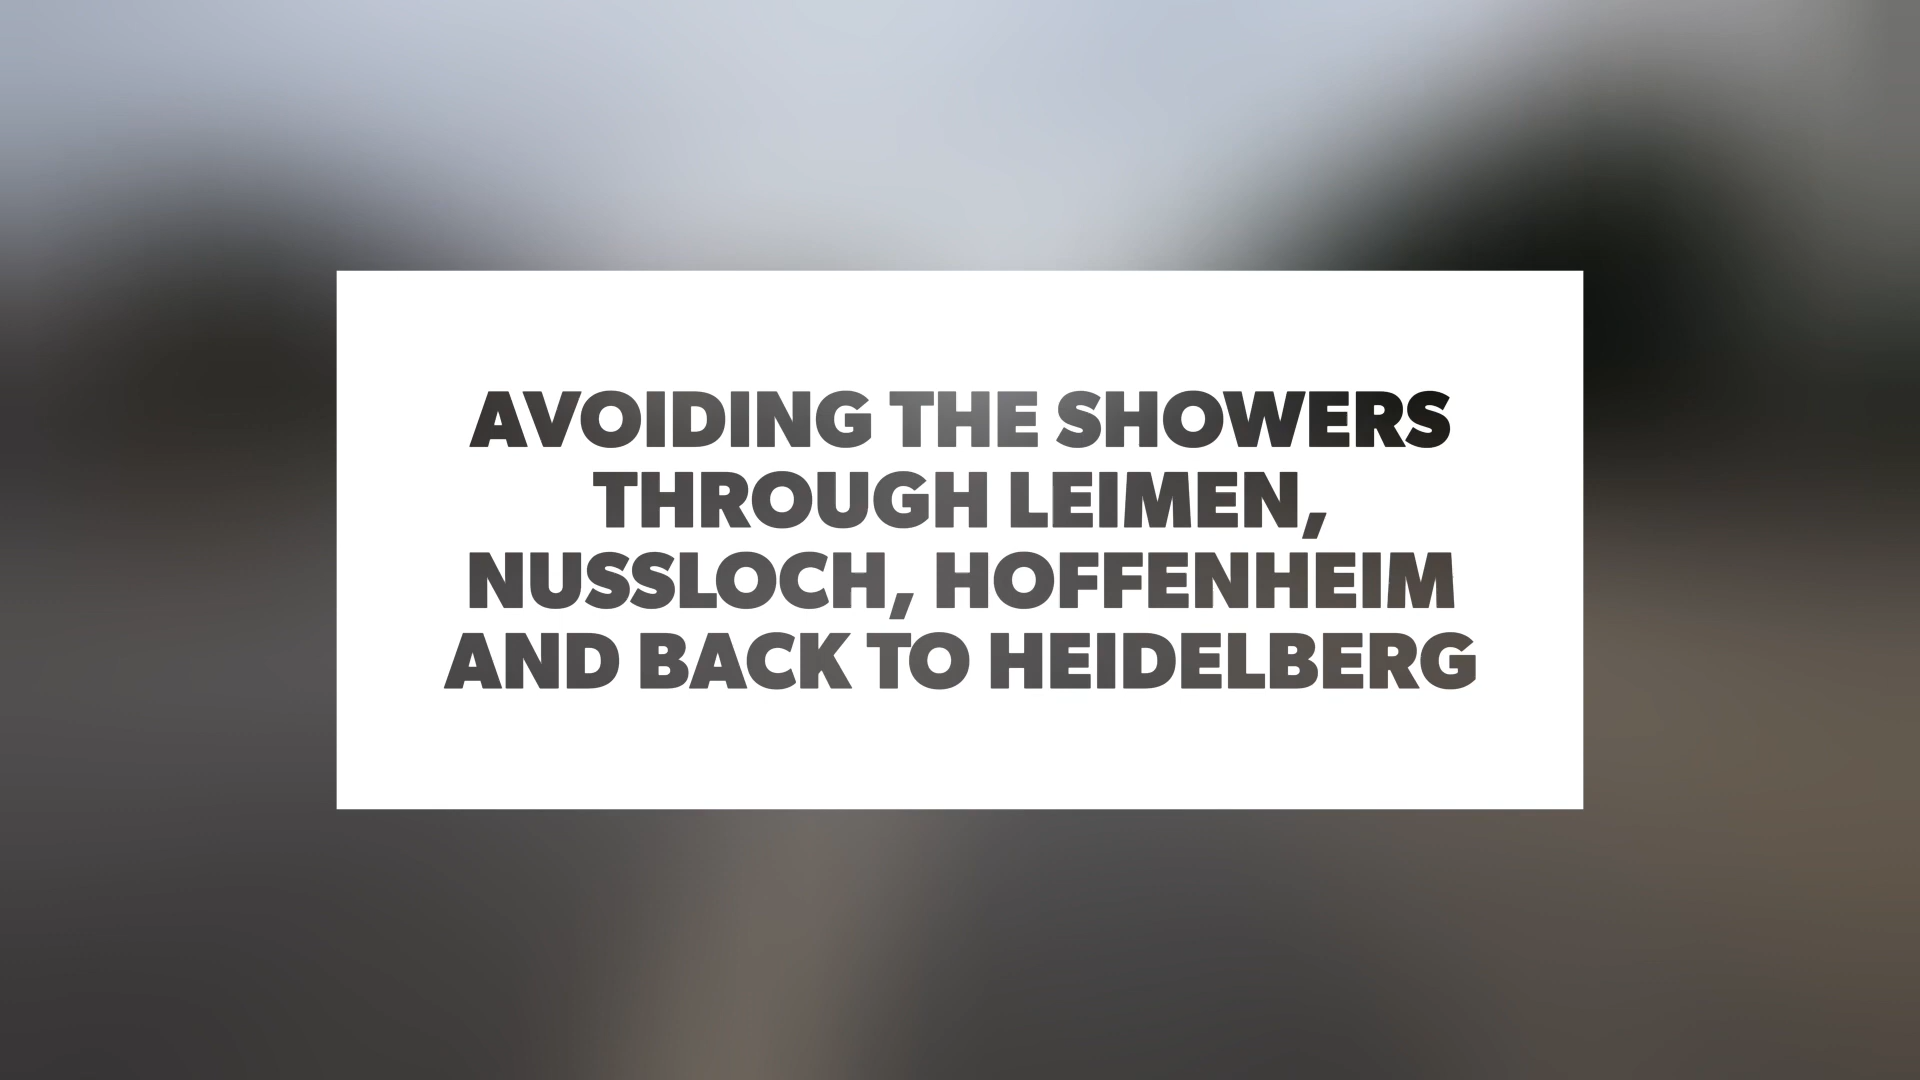 AVOIDING THE SHOWERS
THROUGH LEIMEN,
NUSSLOCH, HOFFENHEIM
AND BACK TO HEIDELBERG